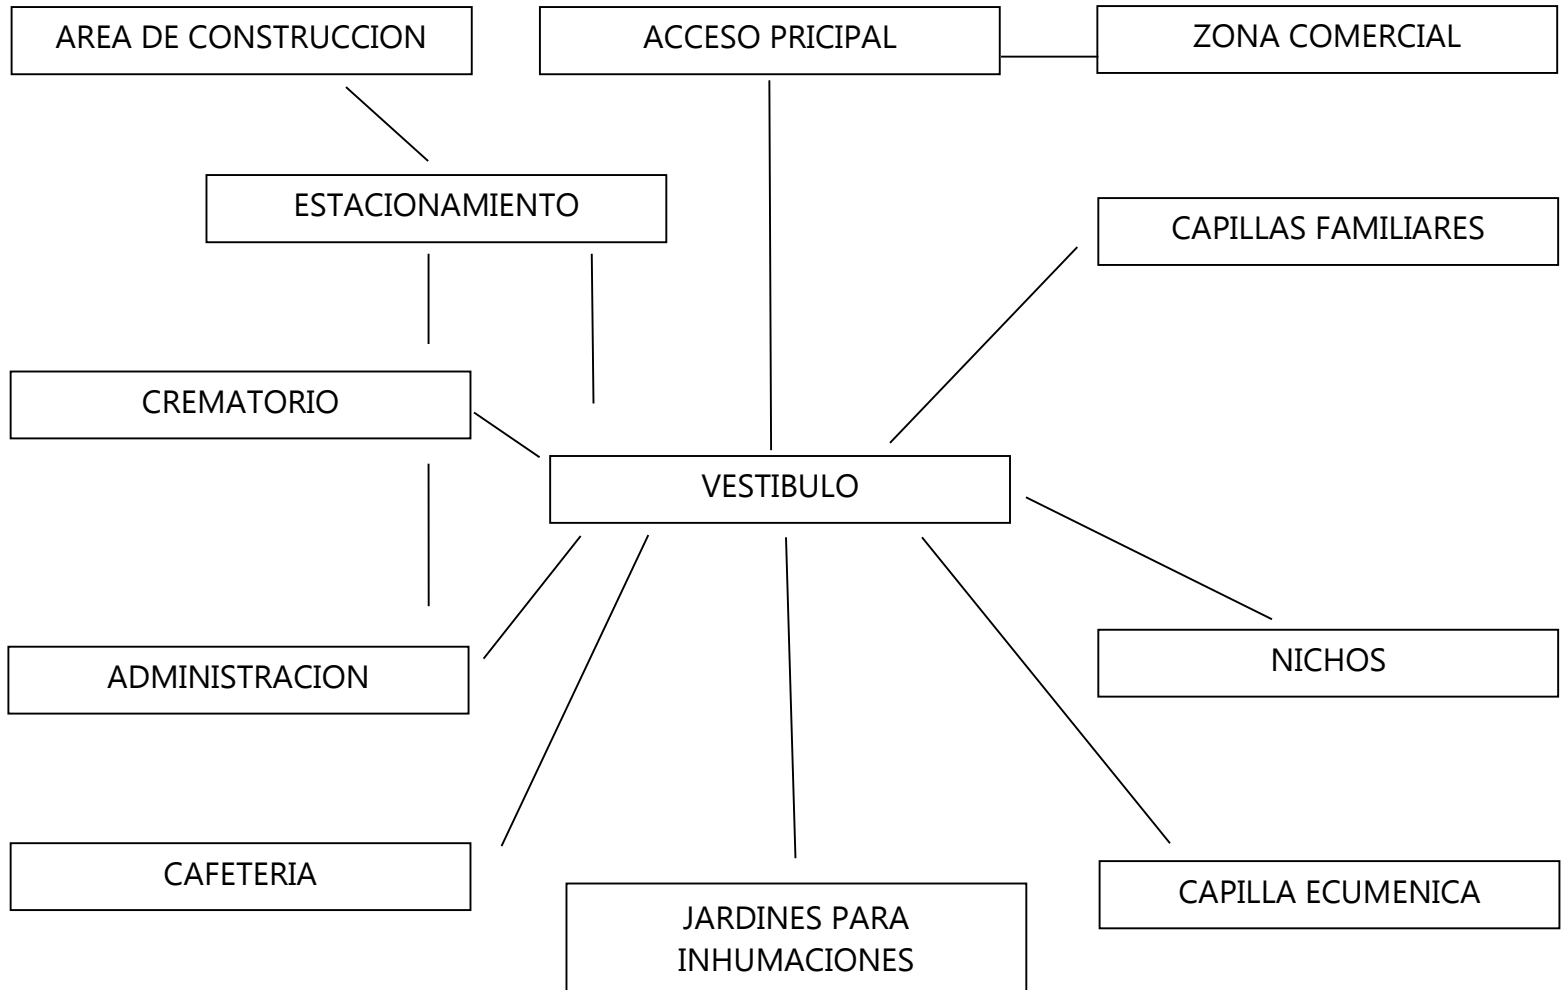 AREA DE CONSTRUCCION
ACCESO PRICIPAL
ZONA COMERCIAL
ESTACIONAMIENTO
CAPILLAS FAMILIARES
CREMATORIO
VESTIBULO
NICHOS
ADMINISTRACION
CAFETERIA
CAPILLA ECUMENICA
JARDINES PARA
INHUMACIONES